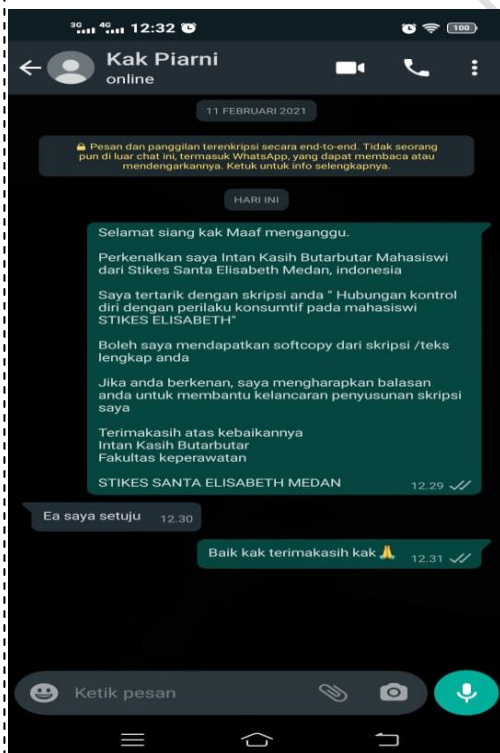 3G 4G 12:32 100
Kak Piarni
online
11 FEBRUARI 2021
Pesan dan panggilan terenkripsi secara end-to-end. Tidak seorang
pun di luar chat ini, termasuk WhatsApp, yang dapat membaca atau
mendengarkannya. Ketuk untuk info selengkapnya.
HARI INI
Selamat siang kak Maaf menganggu.
Perkenalkan saya Intan Kasih Butarbutar Mahasiswi
dari Stikes Santa Elisabeth Medan, indonesia
Saya tertarik dengan skripsi anda " Hubungan kontrol
diri dengan perilaku konsumtif pada mahasiswi
STIKES ELISABETH"
Boleh saya mendapatkan softcopy dari skripsi /teks
lengkap anda
Jika anda berkenan, saya mengharapkan balasan
anda untuk membantu kelancaran penyusunan skripsi
saya
Terimakasih atas kebaikannya
Intan Kasih Butarbutar
Fakultas keperawatan
STIKES SANTA ELISABETH MEDAN 12.29
Ea saya setuju 12.30
Baik kak terimakasih kak🙏 12.31
Ketik pesan